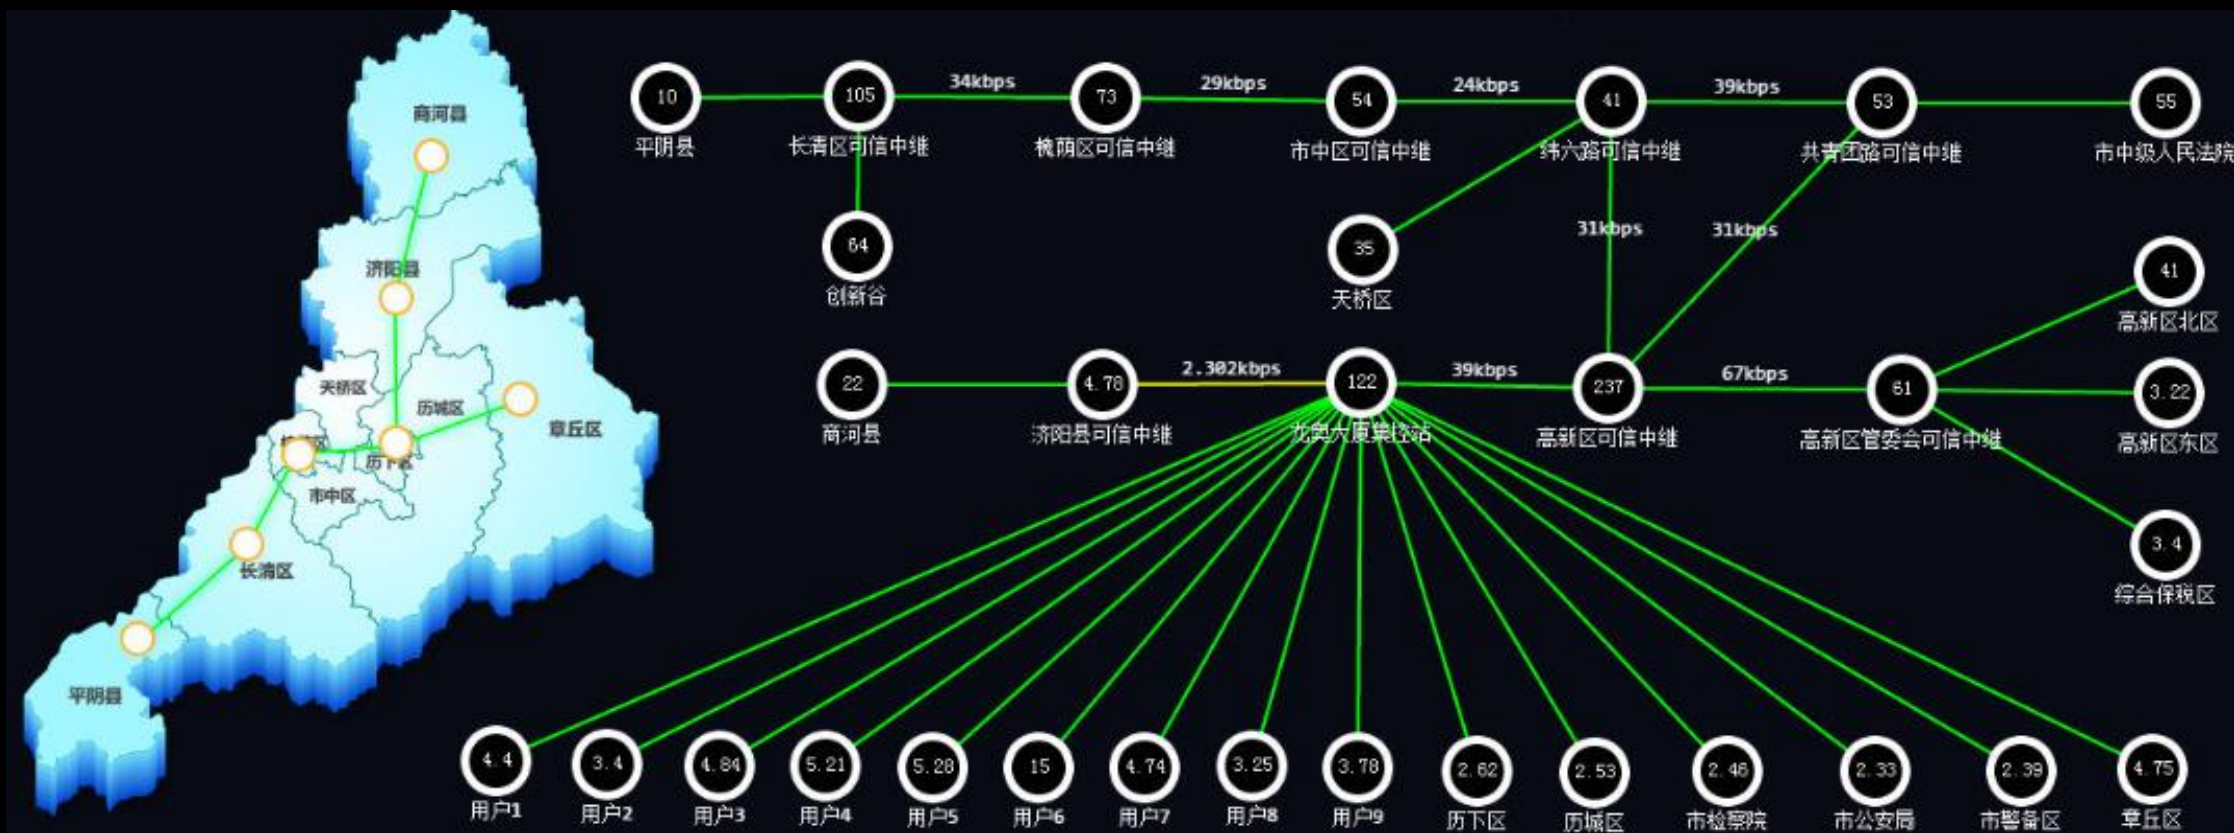 商河县
济阳县
天桥区
历城区
章丘区
历下区
市中区
长清区
平阴县
34kbps
29kbps
24kbps
39kbps
10
105
73
54
41
53
55
平阴县
长清区可信中继
槐荫区可信中继
市中区可信中继
纬六路可信中继
共青团路可信中继
市中级人民法院
31kbps
31kbps
64
35
41
创新谷
天桥区
高新区北区
2.302kbps
39kbps
67kbps
22
4.78
122
237
61
3.22
商河县
济阳县可信中继
龙奥大厦集控站
高新区可信中继
高新区管委会可信中继
高新区东区
3.4
综合保税区
4.4
3.4
4.84
5.21
5.28
15
4.74
3.25
3.78
2.62
2.53
2.46
2.33
2.39
4.75
用户1
用户2
用户3
用户4
用户5
用户6
用户7
用户8
用户9
历下区
历城区
市检察院
市公安局
市警备区
章丘区